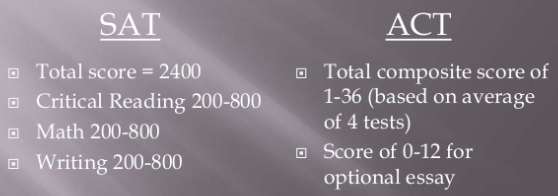 SAT
Total score = 2400
Critical Reading 200-800
Math 200-800
Writing 200-800
ACT
Total composite score of
1-36 (based on average
of 4 tests)
Score of 0-12 for
optional essay